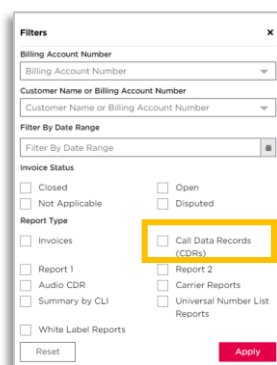 Filters ×
Billing Account Number
Billing Account Number
Customer Name or Billing Account Number
Customer Name or Billing Account Number
Filter By Date Range
Filter By Date Range
Invoice Status
Closed Open
Not Applicable Disputed
Report Type
Invoices Call Data Records
(CDRs)
Report 1 Report 2
Audio CDR Carrier Reports
Summary by CLI Universal Number List
Reports
White Label Reports
Reset Apply